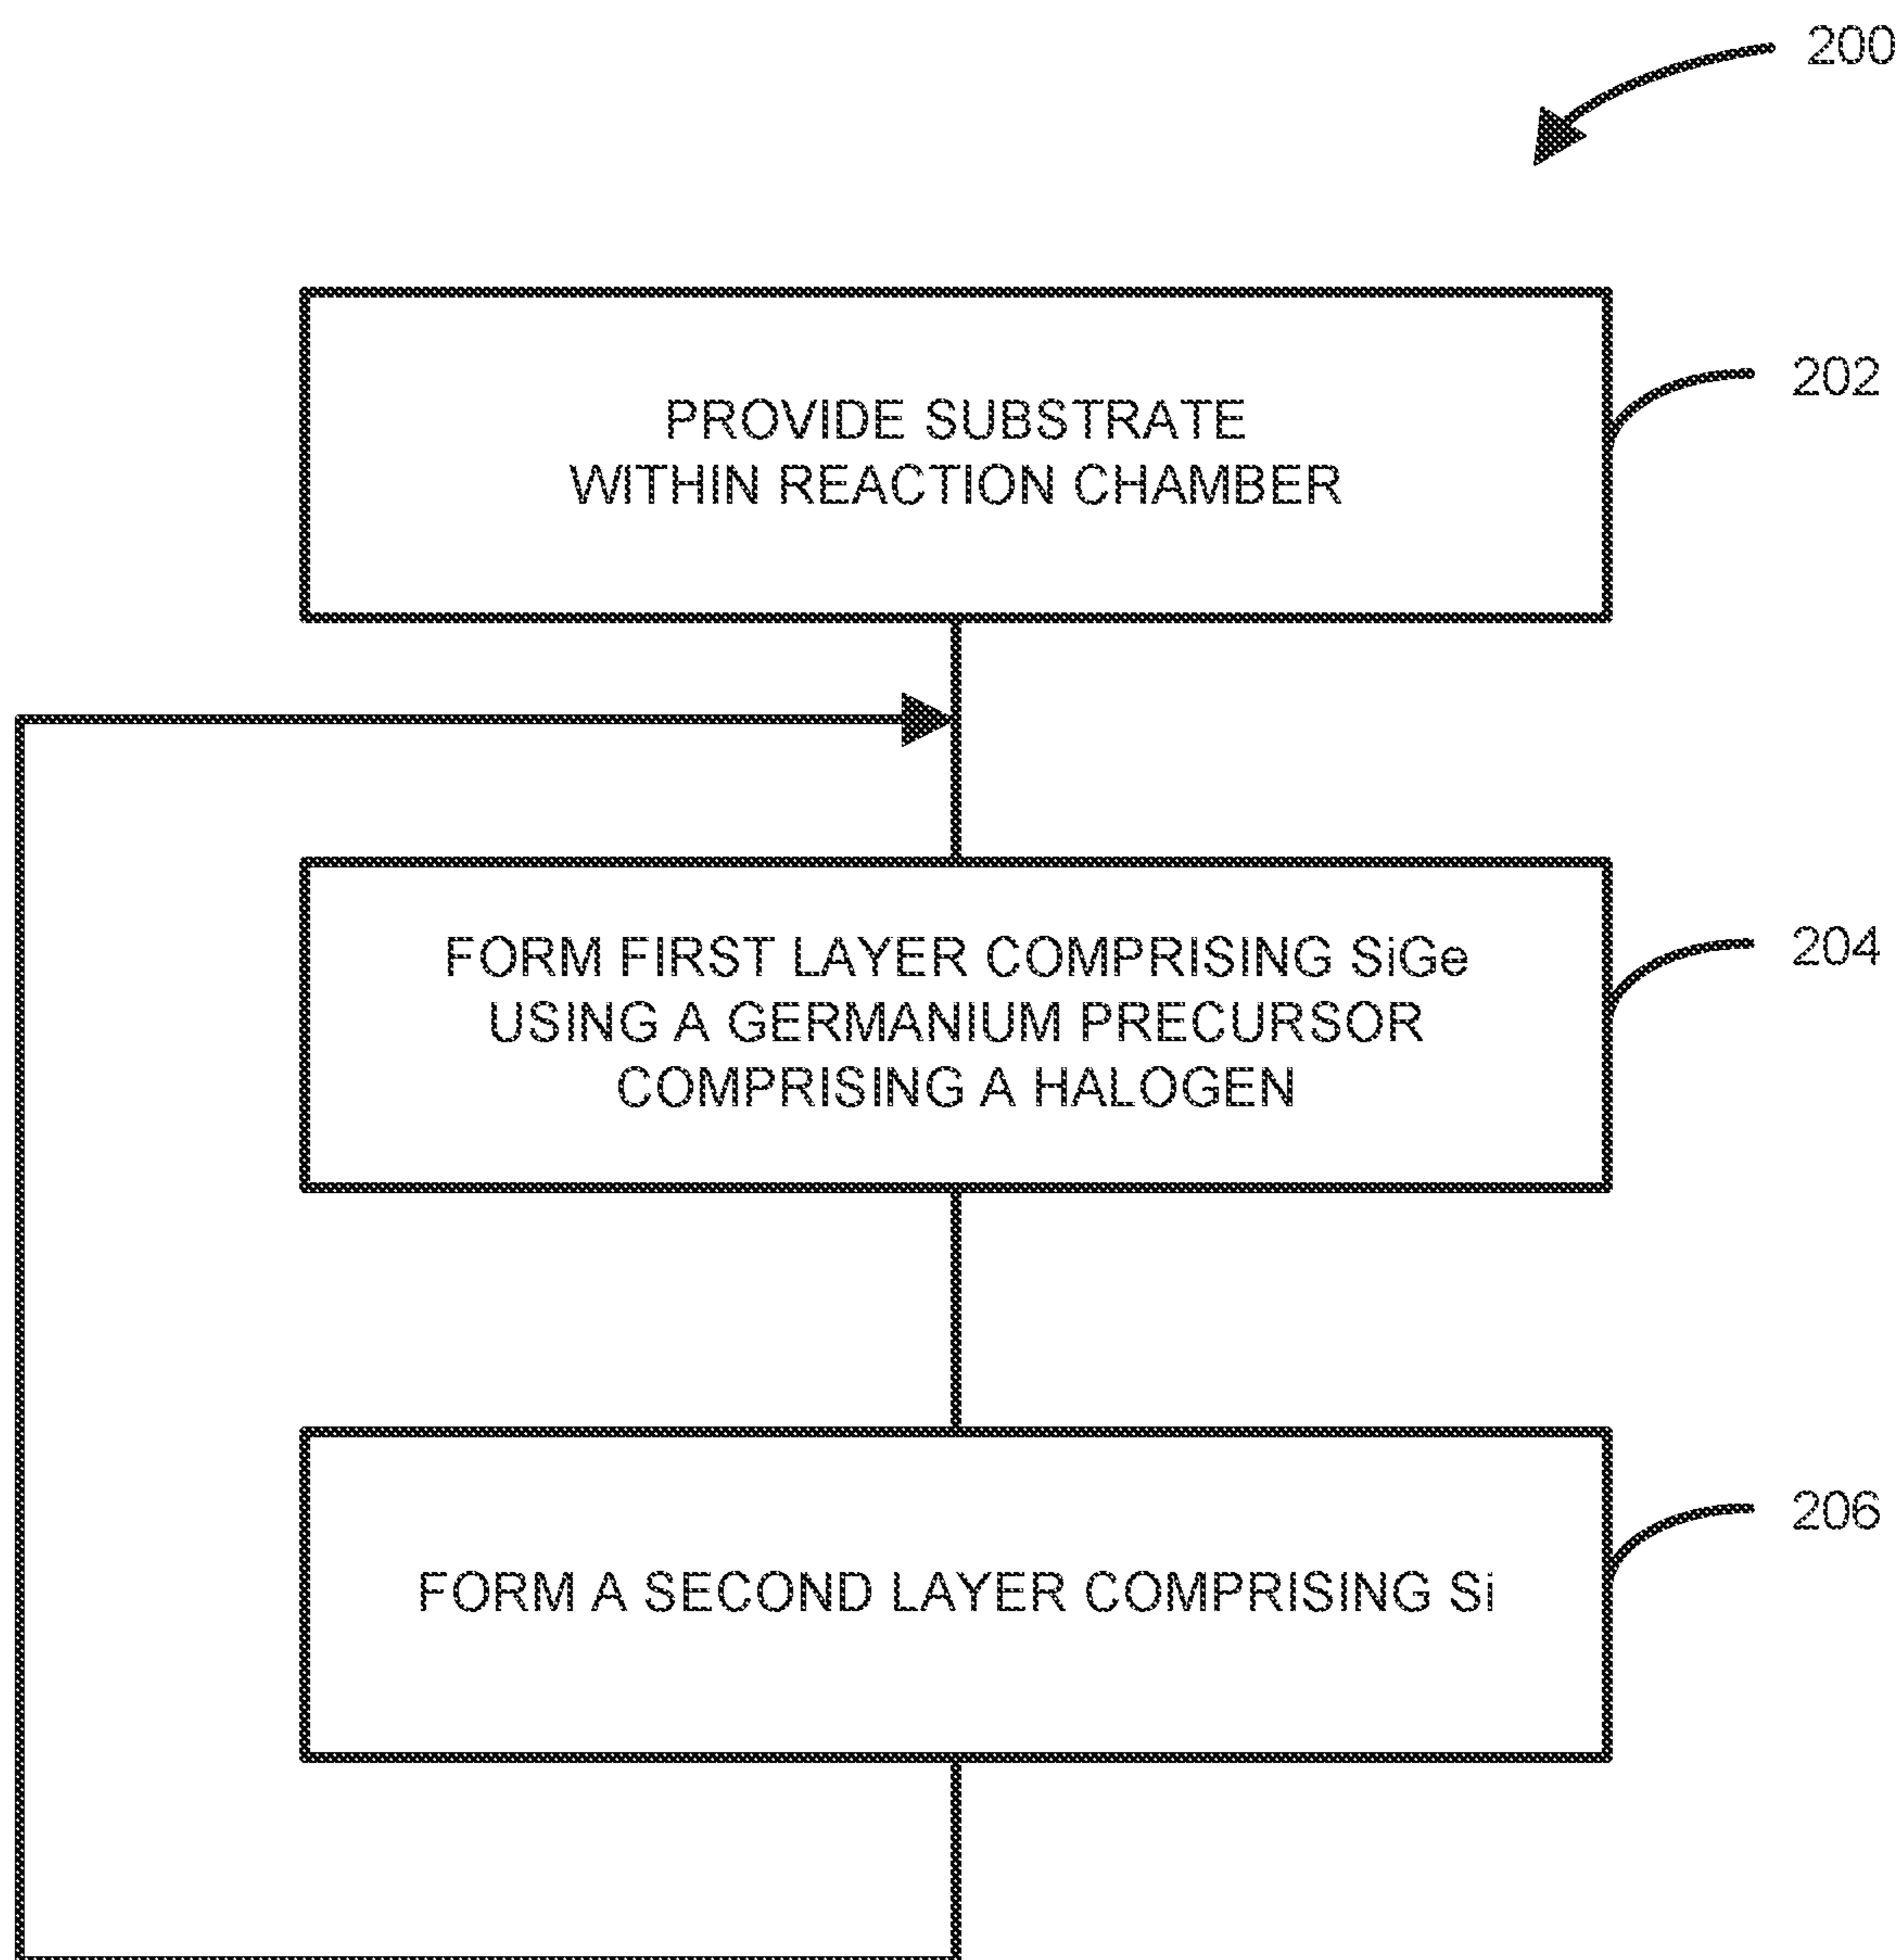 200
PROVIDE SUBSTRATE
WITHIN REACTION CHAMBER
202
FORM FIRST LAYER COMPRISING SiGe
USING A GERMANIUM PRECURSOR
COMPRISING A HALOGEN
204
FORM A SECOND LAYER COMPRISING Si
206